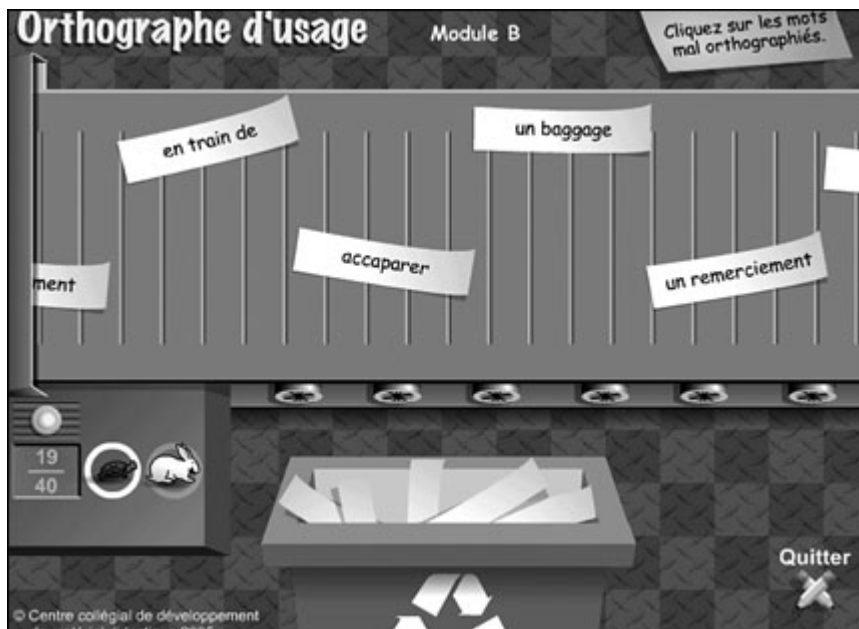 Orthographe d'usage
Module B
Cliquez sur les mots
mal orthographiés.
en train de
un baggage
ment
accaparer
un remerciement
19
40
Quitter
© Centre collégial de développement